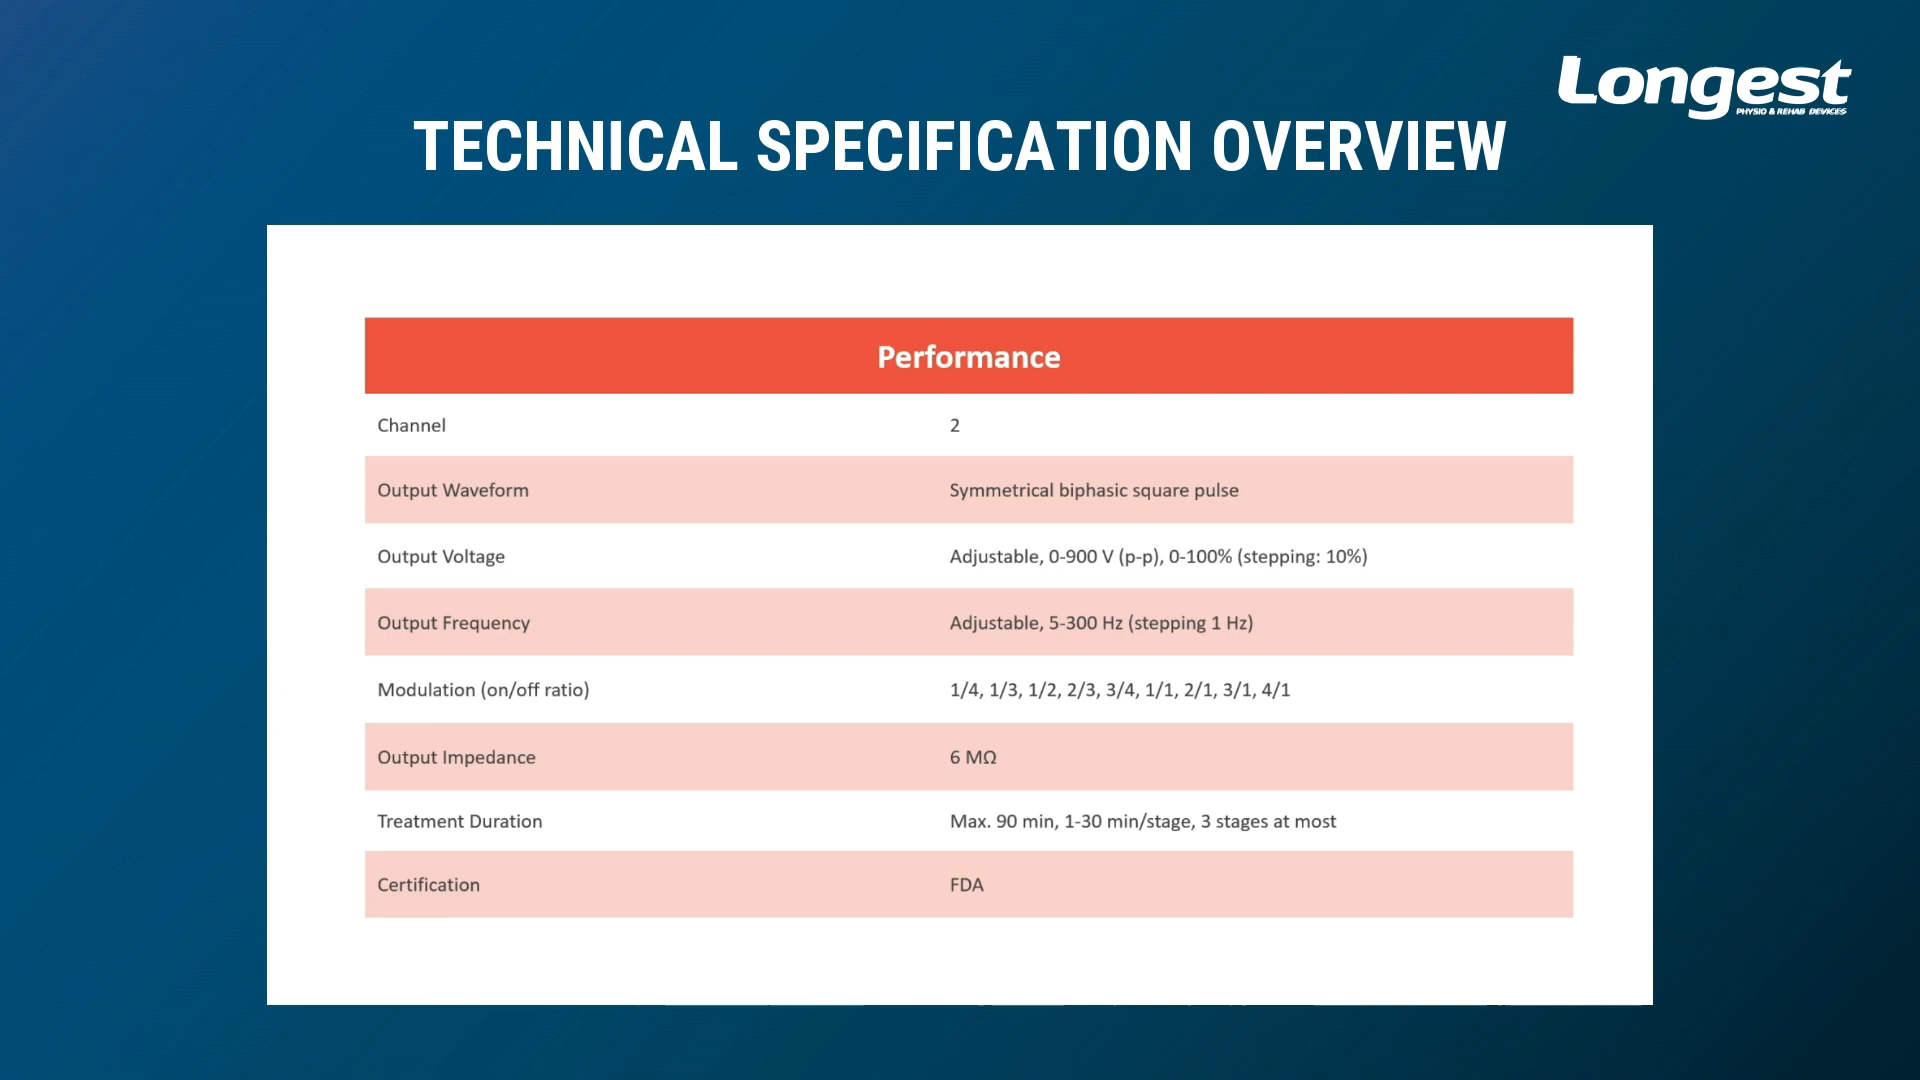 Longest
PHYSIO & REHAB DEVICES
TECHNICAL SPECIFICATION OVERVIEW
Performance
Channel 2
Output Waveform Symmetrical biphasic square pulse
Output Voltage Adjustable, 0-900 V (p-p), 0-100% (stepping: 10%)
Output Frequency Adjustable, 5-300 Hz (stepping 1 Hz)
Modulation (on/off ratio) 1/4, 1/3, 1/2, 2/3, 3/4, 1/1, 2/1, 3/1, 4/1
Output Impedance 6 MΩ
Treatment Duration Max. 90 min, 1-30 min/stage, 3 stages at most
Certification FDA